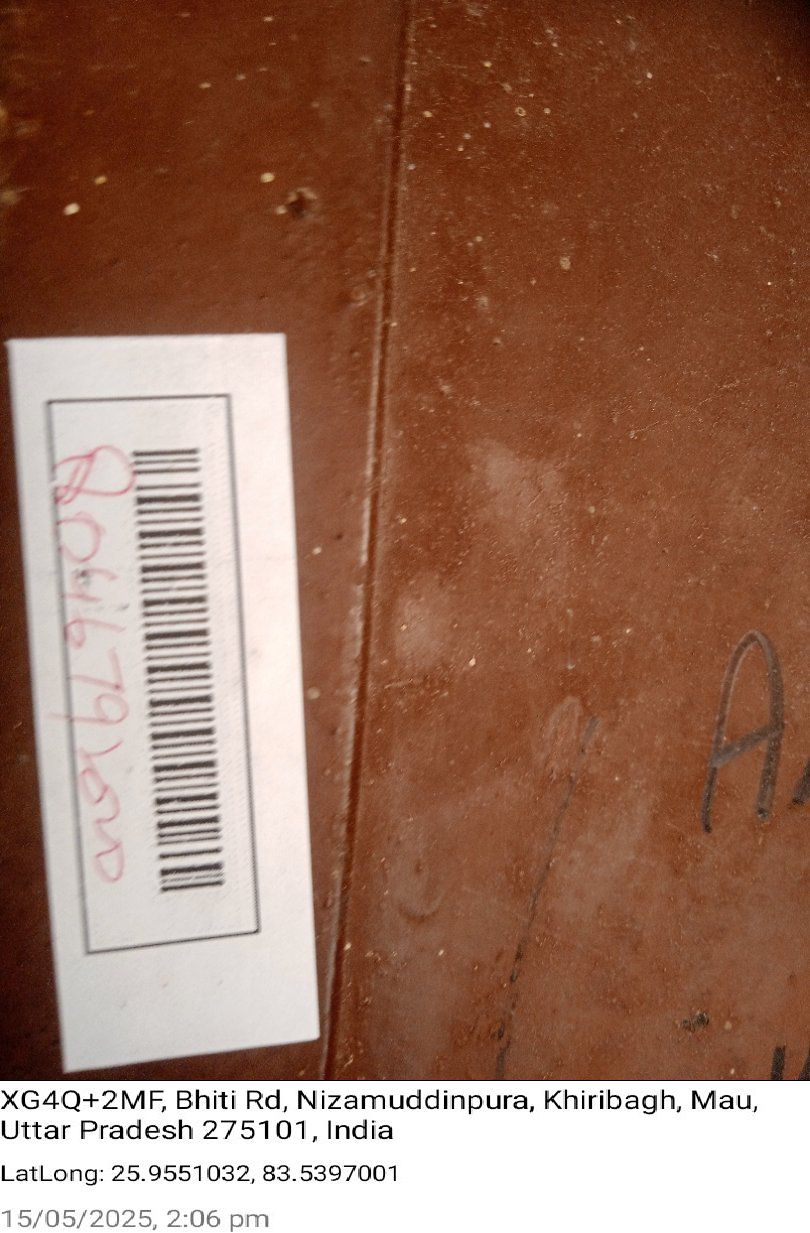 A
XG4Q+2MF, Bhiti Rd, Nizamuddinpura, Khiribagh, Mau,
Uttar Pradesh 275101, India
LatLong: 25.9551032, 83.5397001
15/05/2025, 2:06 pm